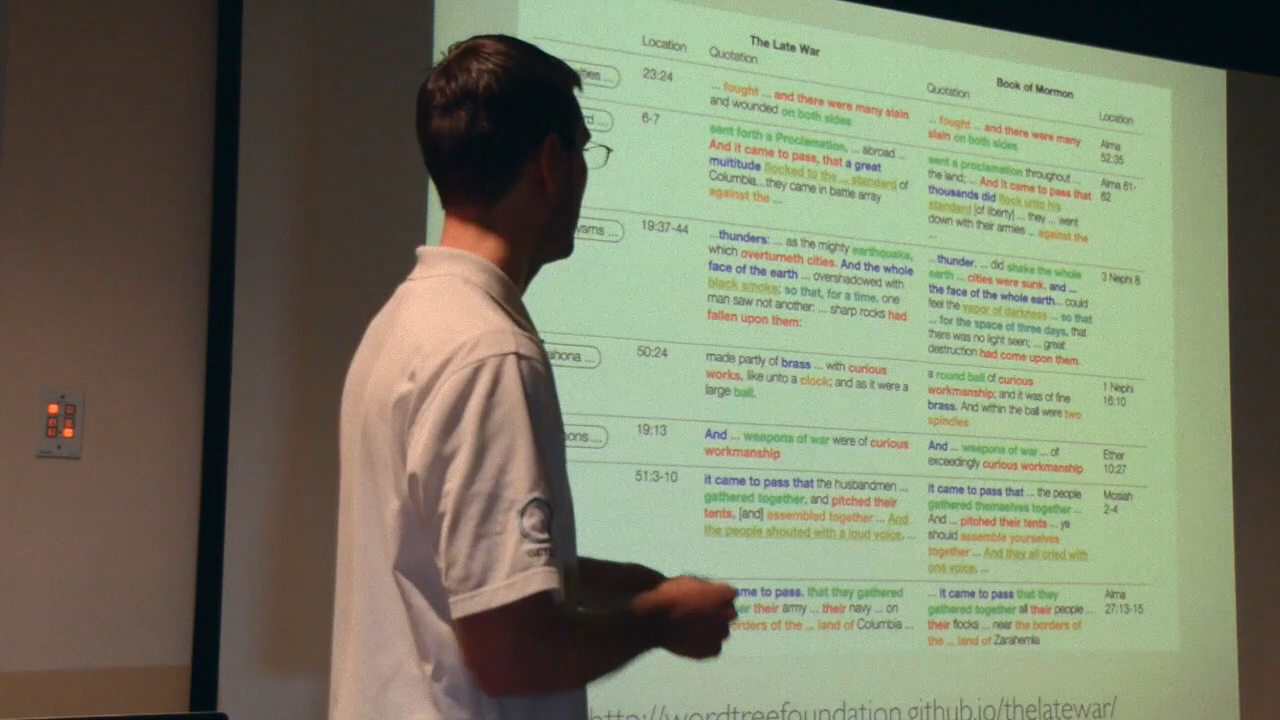 The Late War
Book of Mormon
Location
Quotation
Quotation
Location
23:24
... fought ... and there were many slain
and wounded on both sides
... fought ... and there were many
slain on both sides.
Alma
52:35
6-7
sent forth a Proclamation, ... abroad ...
And it came to pass, that a great
multitude flocked to the ... standard of
Columbia...they came in battle array
against the ...
sent a proclamation throughout ...
the land; ... And it came to pass that
thousands did flock unto his
standard [of liberty] ... they ... went
down with their armies ... against the
...
Alma 61-
62
19:37-44
...thunders: ... as the mighty earthquake,
which overturneth cities. And the whole
face of the earth ... overshadowed with
black smoke; so that, for a time, one
man saw not another: ... sharp rocks had
fallen upon them:
...thunder, ... did shake the whole
earth ... cities were sunk, and ...
the face of the whole earth... could
feel the vapor of darkness ... so that
... for the space of three days, that
there was no light seen; ... great
destruction had come upon them.
3 Nephi 8
ahona ...
50:24
made partly of brass ... with curious
works, like unto a clock; and as it were a
large ball.
a round ball of curious
workmanship; and it was of fine
brass. And within the ball were two
spindles
1 Nephi
16:10
ons ...
19:13
And ... weapons of war were of curious
workmanship
And ... weapons of war ... of
exceedingly curious workmanship
Ether
10:27
51:3-10
it came to pass that the husbandmen ...
gathered together, and pitched their
tents, [and] assembled together ... And
the people shouted with a loud voice. ...
it came to pass that ... the people
gathered themselves together ...
And ... pitched their tents ... ye
should assemble yourselves
together ... And they all cried with
one voice, ...
Mosiah
2-4
ame to pass, that they gathered
er their army ... their navy ... on
orders of the ... land of Columbia ...
... it came to pass that they
gathered together all their people ...
their flocks ... near the borders of
the ... land of Zarahemla
Alma
27:13-15
http://wordtreefoundation.github.io/thelatewar/